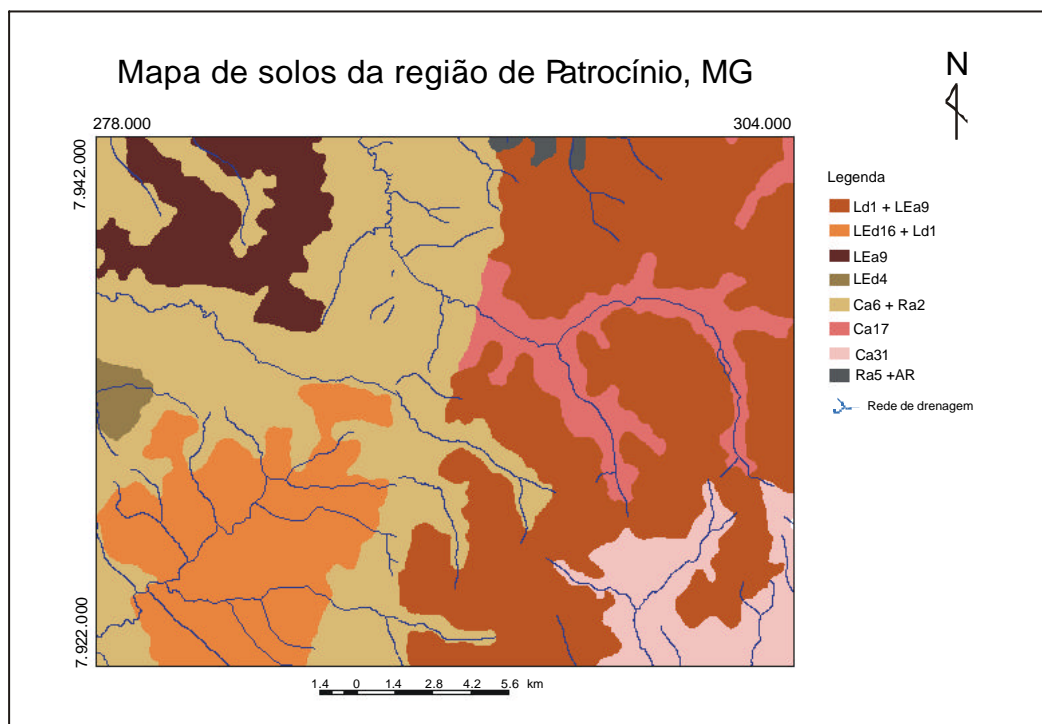 Mapa de solos da região de Patrocínio, MG
N
278.000
304.000
7.942.000
7.922.000
Legenda
Ld1 + LEa9
LEd16 + Ld1
LEa9
LEd4
Ca6 + Ra2
Ca17
Ca31
Ra5 +AR
Rede de drenagem
1.4 0 1.4 2.8 4.2 5.6 km